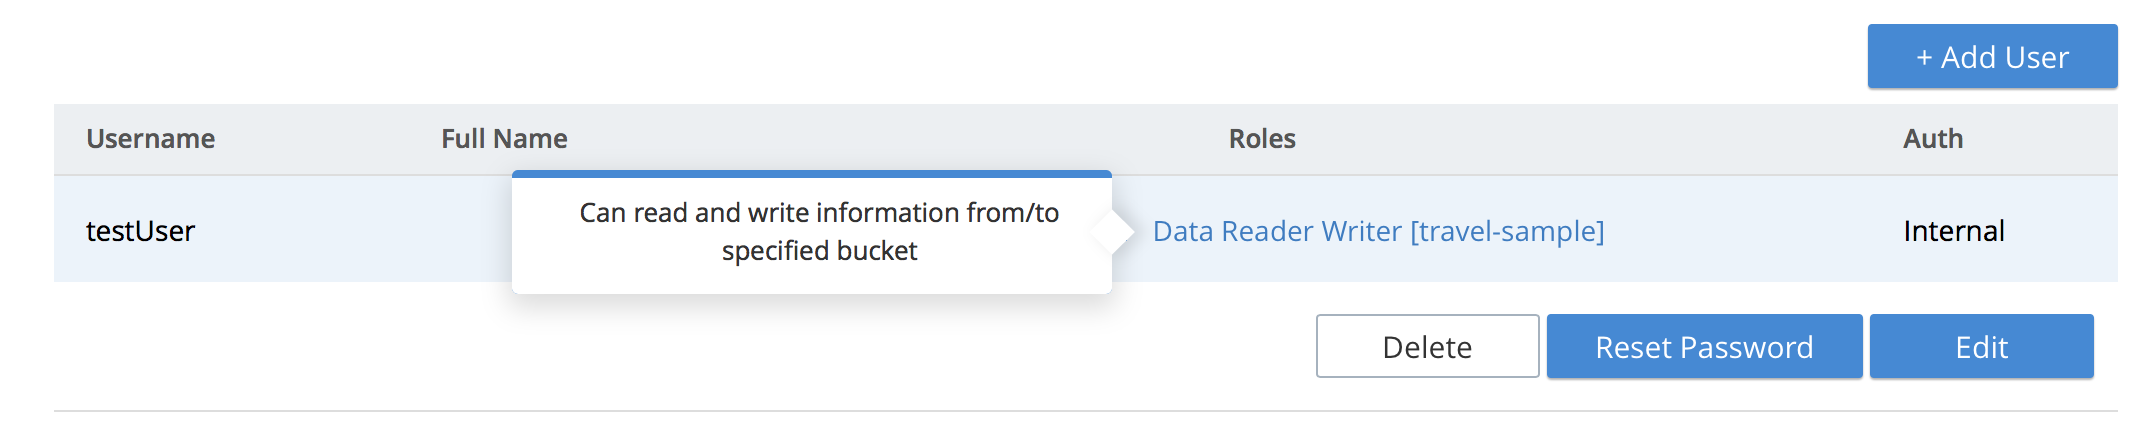 + Add User
Username Full Name Roles Auth
testUser Data Reader Writer [travel-sample] Internal
Can read and write information from/to
specified bucket
Delete Reset Password Edit